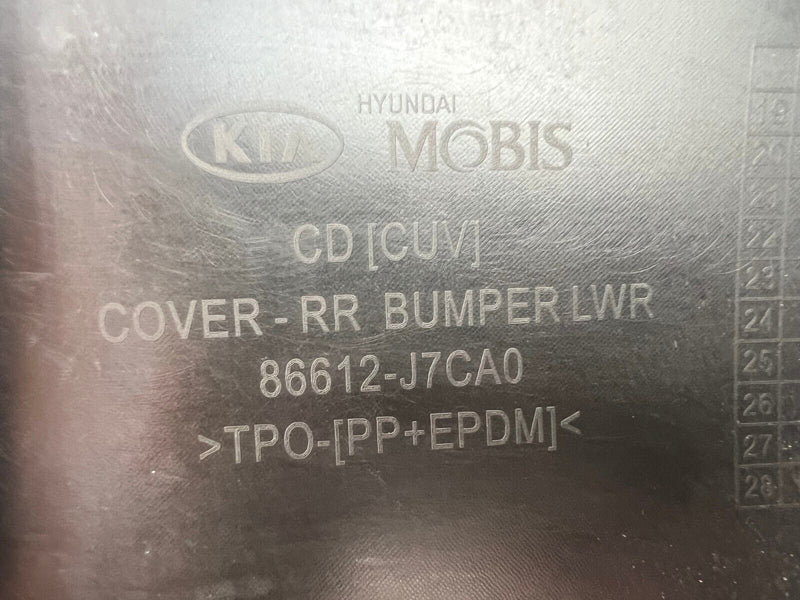 KIA
HYUNDAI
MOBIS
CD [CUV]
COVER - RR BUMPER LWR
86612-J7CA0
>TPO-[PP+EPDM]<
19
20
21
22
23
24
25
26
27
28